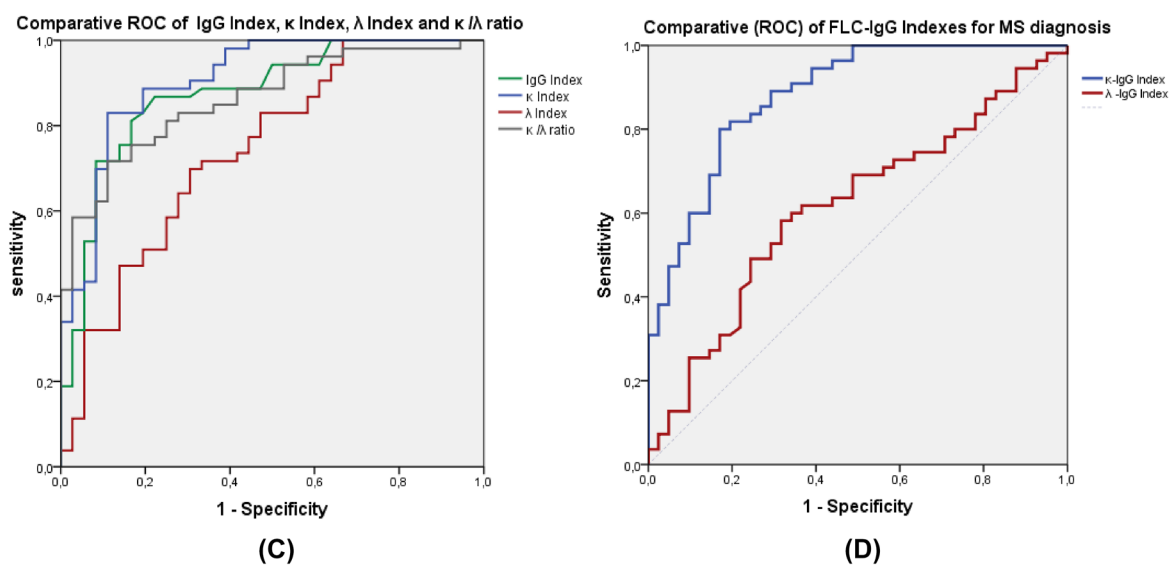 Comparative ROC of IgG Index, κ Index, λ Index and κ /λ ratio
1,0
0,8
0,6
0,4
0,2
0,0
0,0 0,2 0,4 0,6 0,8 1,0
sensitivity
1 - Specificity
IgG Index
κ Index
λ Index
κ /λ ratio
(C)
Comparative (ROC) of FLC-IgG Indexes for MS diagnosis
1,0
0,8
0,6
0,4
0,2
0,0
0,0 0,2 0,4 0,6 0,8 1,0
Sensitivity
1 - Specificity
κ-IgG Index
λ -IgG Index
(D)